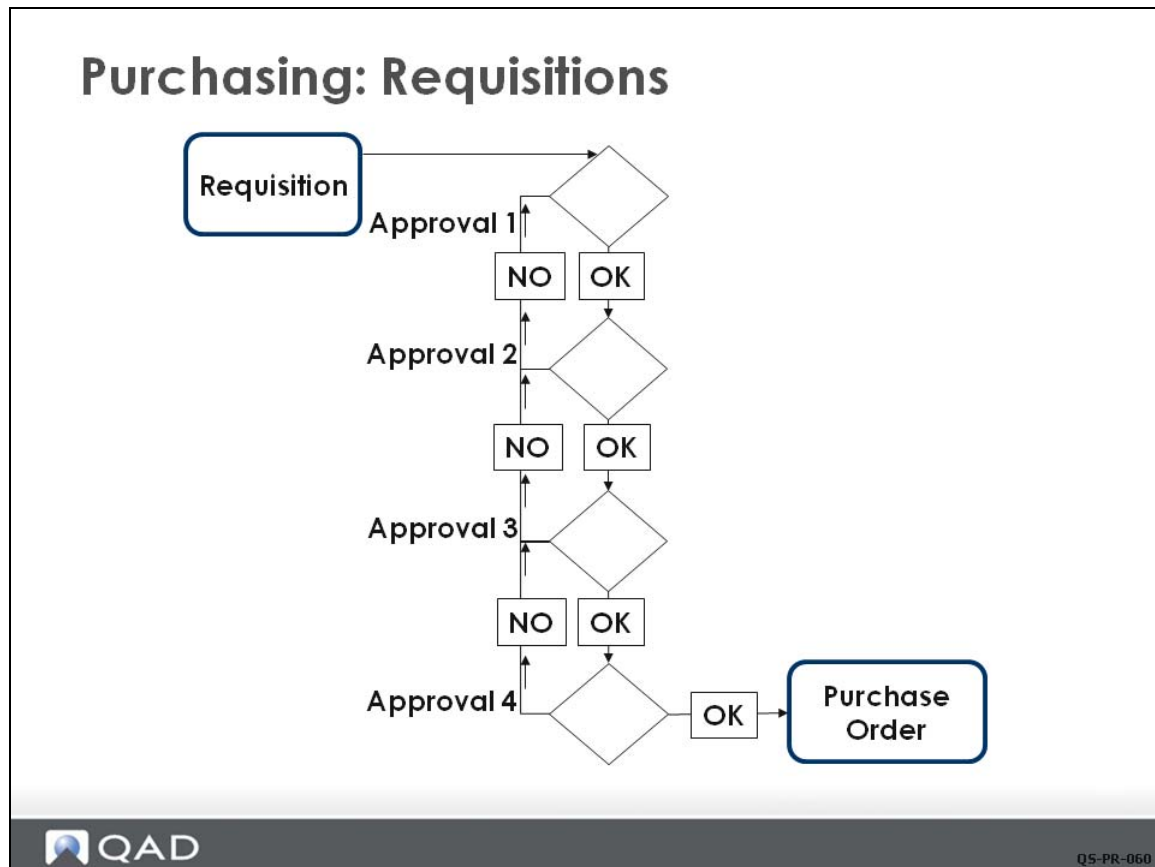 Purchasing: Requisitions
Requisition
Approval 1
NO
OK
Approval 2
NO
OK
Approval 3
NO
OK
Approval 4
OK
Purchase
Order
QAD
QS-PR-060